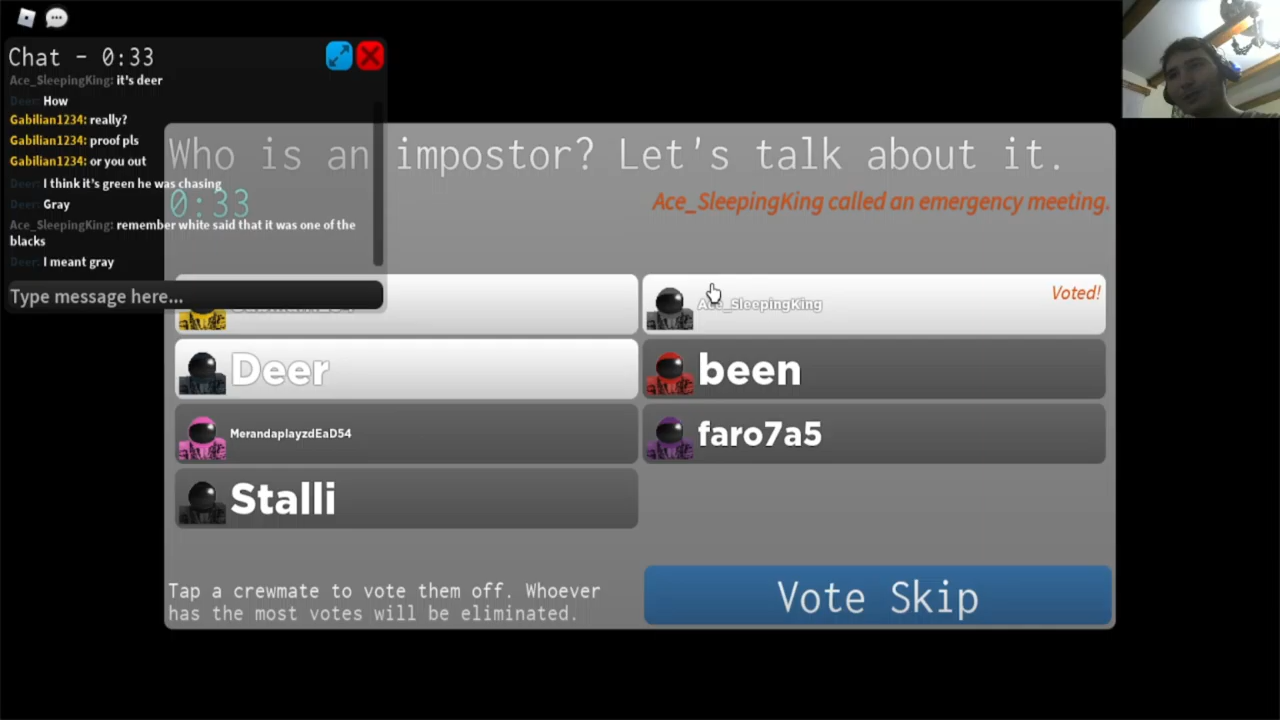 Chat - 0:33
Ace_SleepingKing: it's deer
Deer: How
Gabilian1234: really?
Gabilian1234: proof pls
Gabilian1234: or you out
Deer: I think it's green he was chasing
Deer: Gray
Ace_SleepingKing: remember white said that it was one of the
blacks
Deer: I meant gray
Type message here...
Who is an impostor? Let's talk about it.
0:33
Ace_SleepingKing called an emergency meeting.
Ace_SleepingKing
Voted!
Deer
been
MerandaplayzdEaD54
faro7a5
Stalli
Tap a crewmate to vote them off. Whoever
has the most votes will be eliminated.
Vote Skip